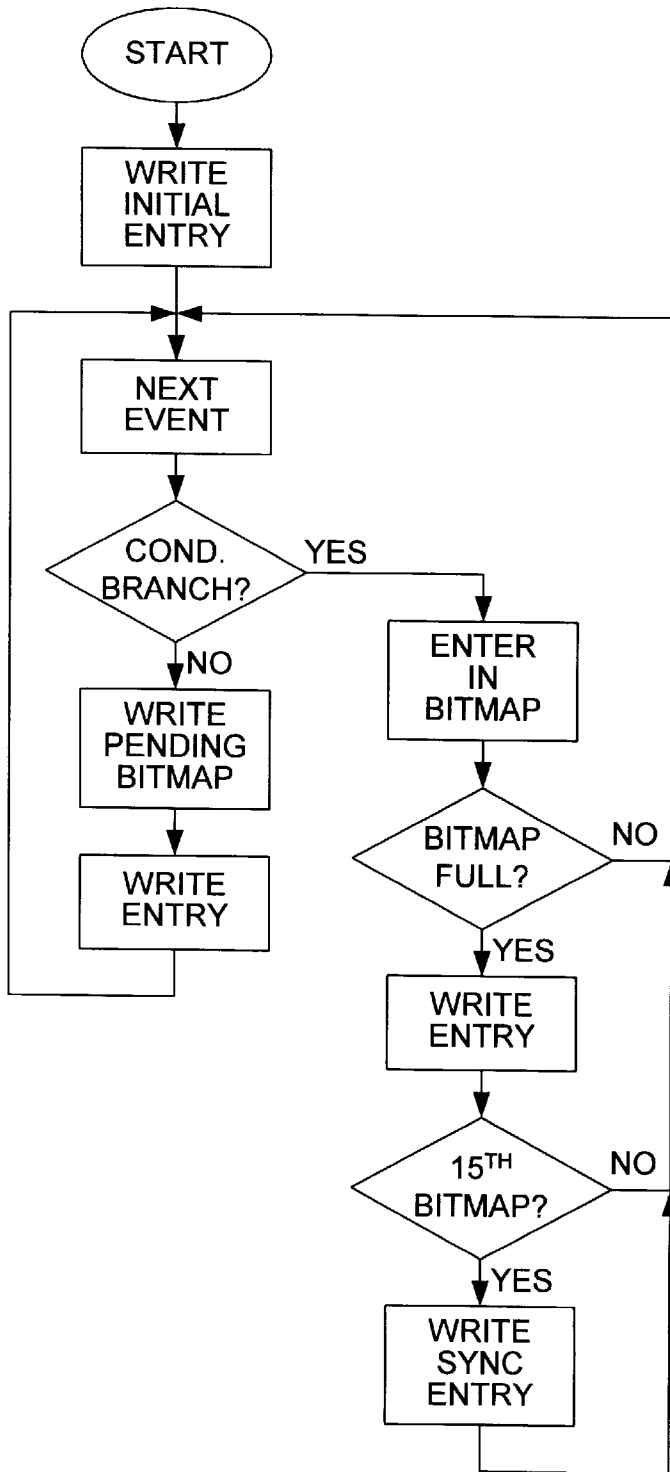 START
WRITE
INITIAL
ENTRY
NEXT
EVENT
COND.
BRANCH?
YES
NO
WRITE
PENDING
BITMAP
WRITE
ENTRY
ENTER
IN
BITMAP
BITMAP
FULL?
NO
YES
WRITE
ENTRY
15TH
BITMAP?
NO
YES
WRITE
SYNC
ENTRY